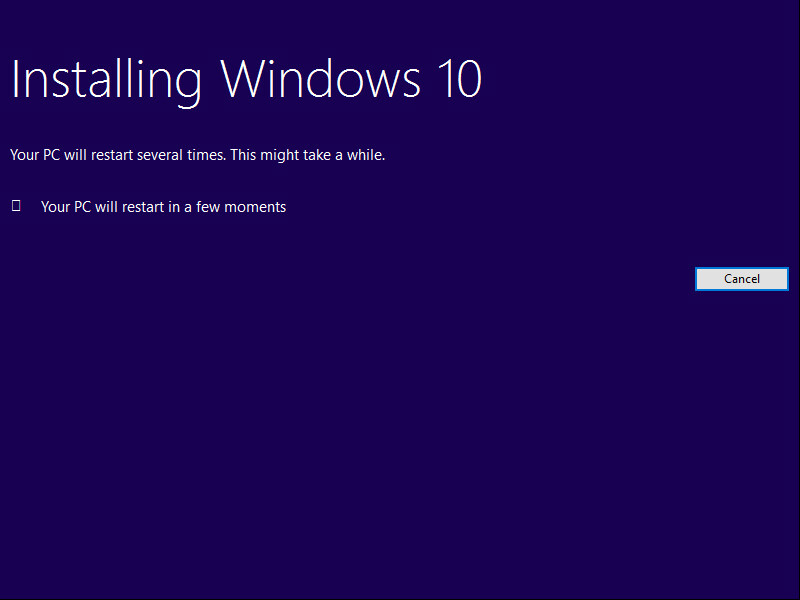 Installing Windows 10
Your PC will restart several times. This might take a while.
Your PC will restart in a few moments
Cancel